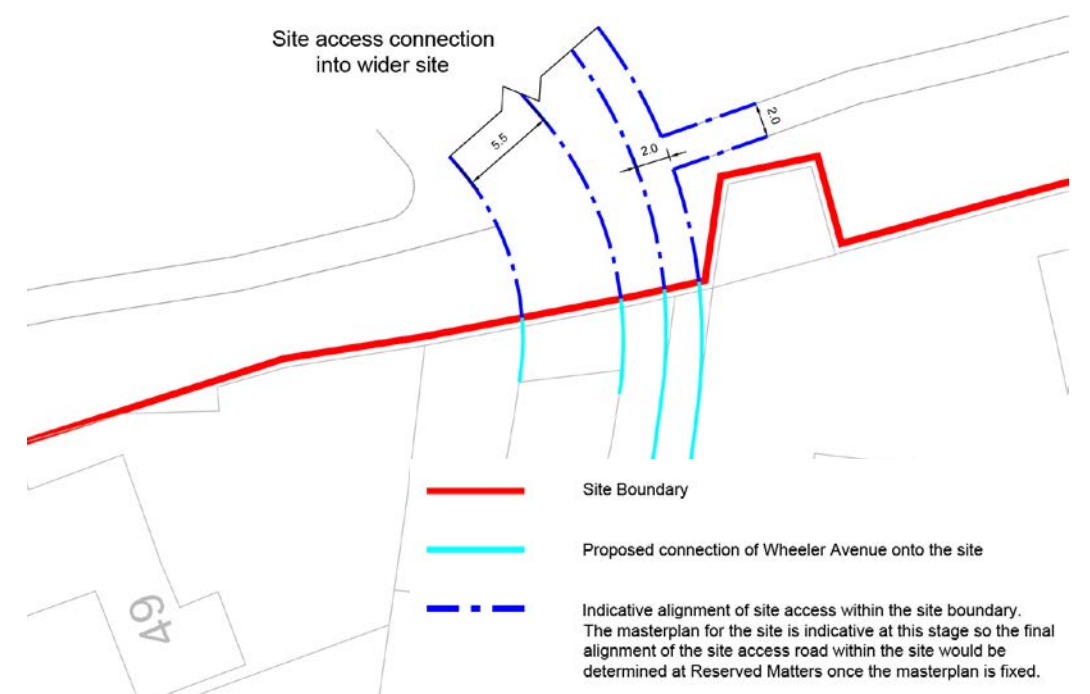 Site access connection
into wider site
5.5
2.0
2.0
Site Boundary
Proposed connection of Wheeler Avenue onto the site
49
Indicative alignment of site access within the site boundary.
The masterplan for the site is indicative at this stage so the final
alignment of the site access road within the site would be
determined at Reserved Matters once the masterplan is fixed.